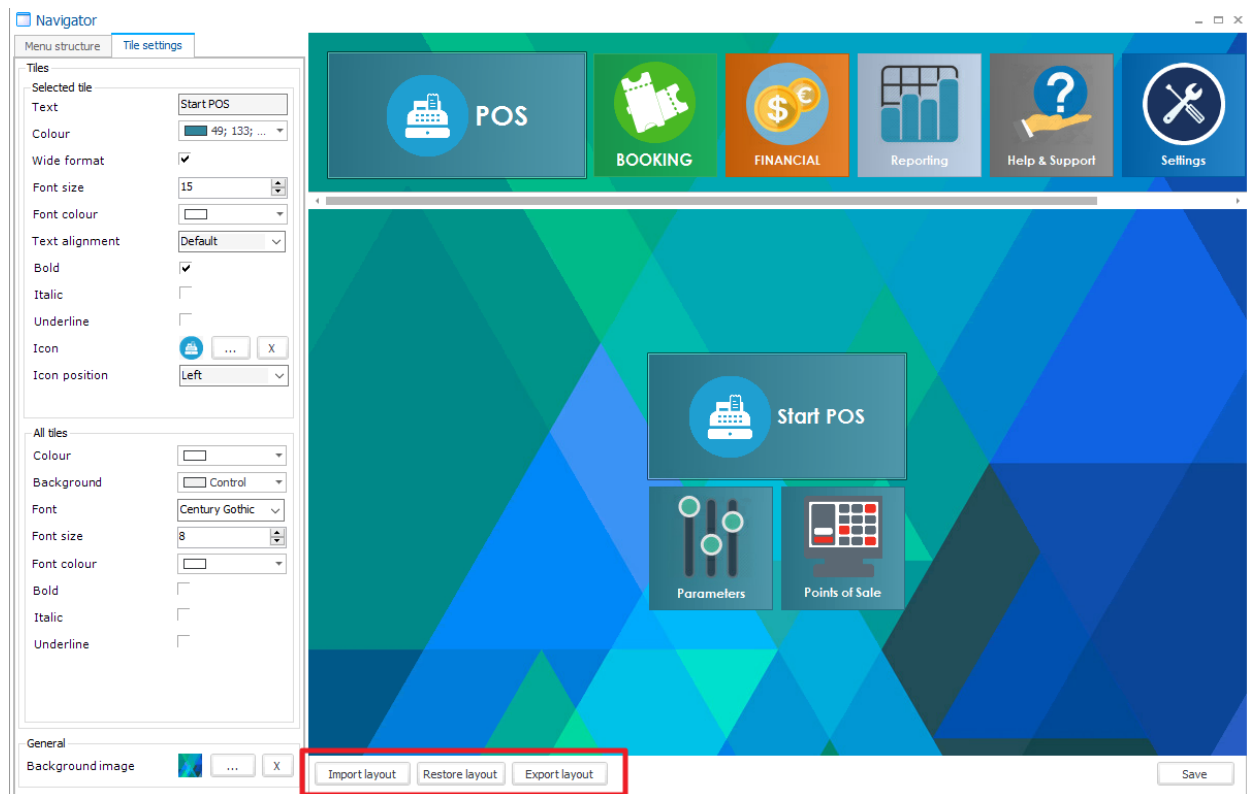 Navigator
Menu structure
Tile settings
Tiles
Selected tile
Text
Start POS
Colour
49; 133; ...
Wide format
Font size
15
Font colour
Text alignment
Default
Bold
Italic
Underline
Icon
...
X
Icon position
Left
All tiles
Colour
Background
Control
Font
Century Gothic
Font size
8
Font colour
Bold
Italic
Underline
General
Background image
...
X
POS
BOOKING
$
€
FINANCIAL
Reporting
?
Help & Support
Settings
Start POS
Parameters
Points of Sale
Import layout
Restore layout
Export layout
Save